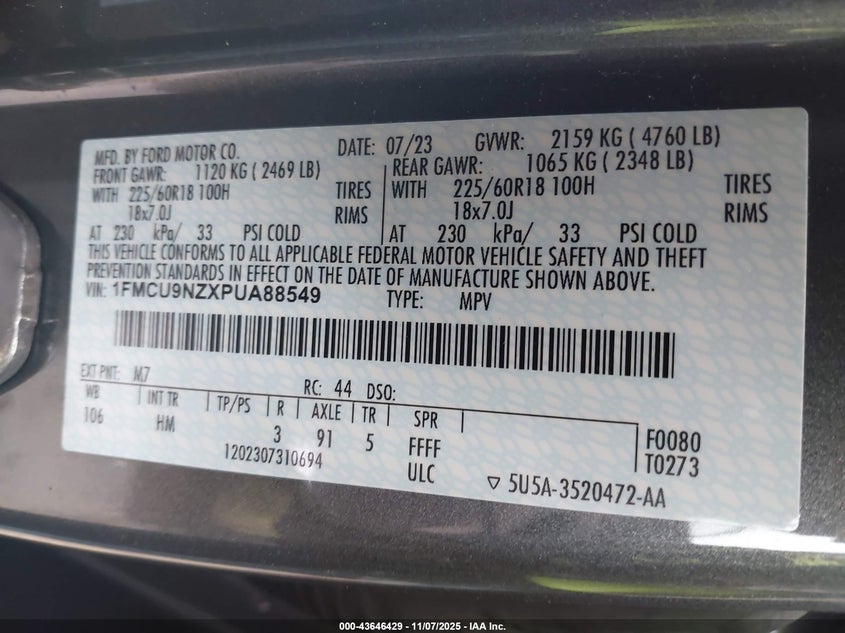 MFD. BY FORD MOTOR CO. DATE: 07/23 GVWR: 2159 KG ( 4760 LB)
FRONT GAWR: 1120 KG ( 2469 LB) REAR GAWR: 1065 KG ( 2348 LB)
WITH 225/60R18 100H TIRES WITH 225/60R18 100H TIRES
18x7.0J RIMS 18x7.0J RIMS
AT 230 kPa/ 33 PSI COLD AT 230 kPa/ 33 PSI COLD
THIS VEHICLE CONFORMS TO ALL APPLICABLE FEDERAL MOTOR VEHICLE SAFETY AND THEFT
PREVENTION STANDARDS IN EFFECT ON THE DATE OF MANUFACTURE SHOWN ABOVE.
VIN: 1FMCU9NZXPUA88549 TYPE: MPV
EXT PNT: M7 RC: 44 DSO:
WB INT TR TP/PS R AXLE TR SPR
106 HM 3 91 5 FFFF F0080
1202307310694 ULC T0273
▽ 5U5A-3520472-AA
000-43646429 - 11/07/2025 - IAA Inc.